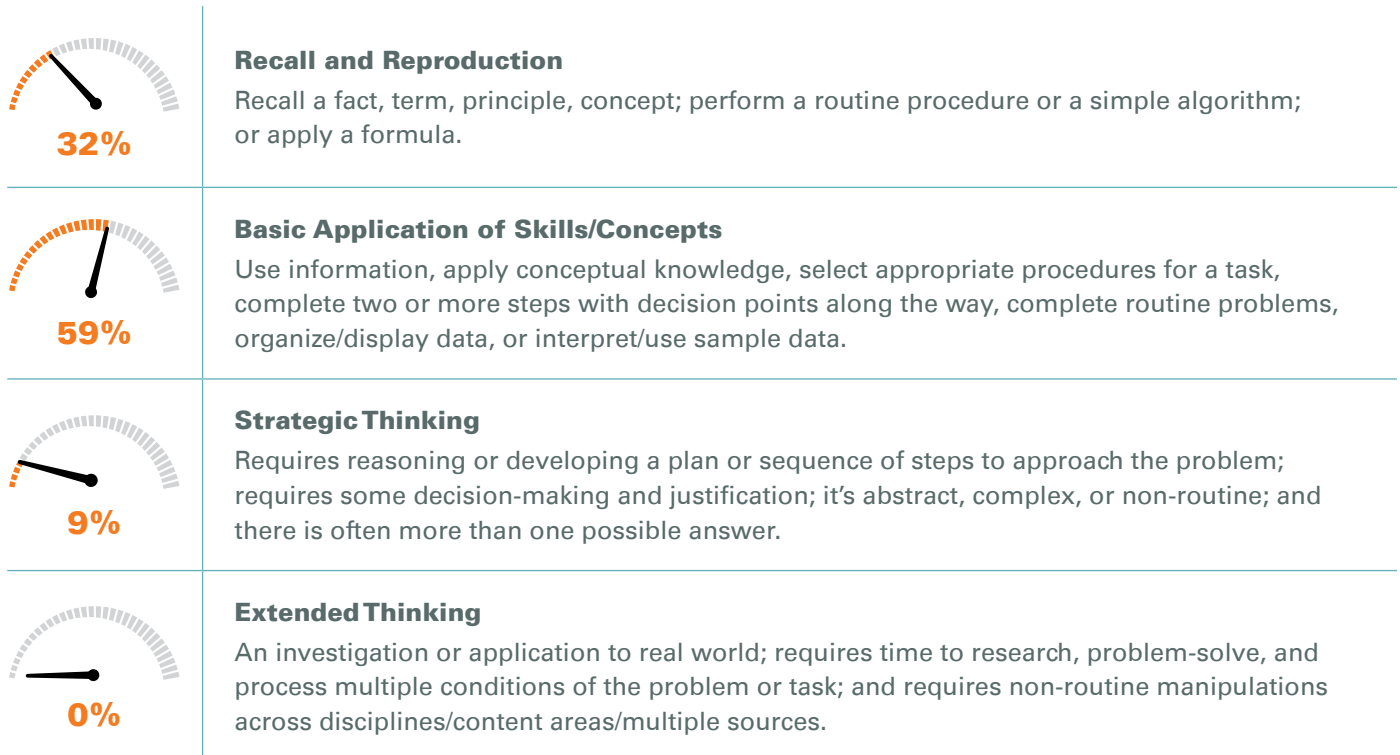 Recall and Reproduction
Recall a fact, term, principle, concept; perform a routine procedure or a simple algorithm;
or apply a formula.
32%
Basic Application of Skills/Concepts
Use information, apply conceptual knowledge, select appropriate procedures for a task,
complete two or more steps with decision points along the way, complete routine problems,
organize/display data, or interpret/use sample data.
59%
Strategic Thinking
Requires reasoning or developing a plan or sequence of steps to approach the problem;
requires some decision-making and justification; it's abstract, complex, or non-routine; and
there is often more than one possible answer.
9%
Extended Thinking
An investigation or application to real world; requires time to research, problem-solve, and
process multiple conditions of the problem or task; and requires non-routine manipulations
across disciplines/content areas/multiple sources.
0%